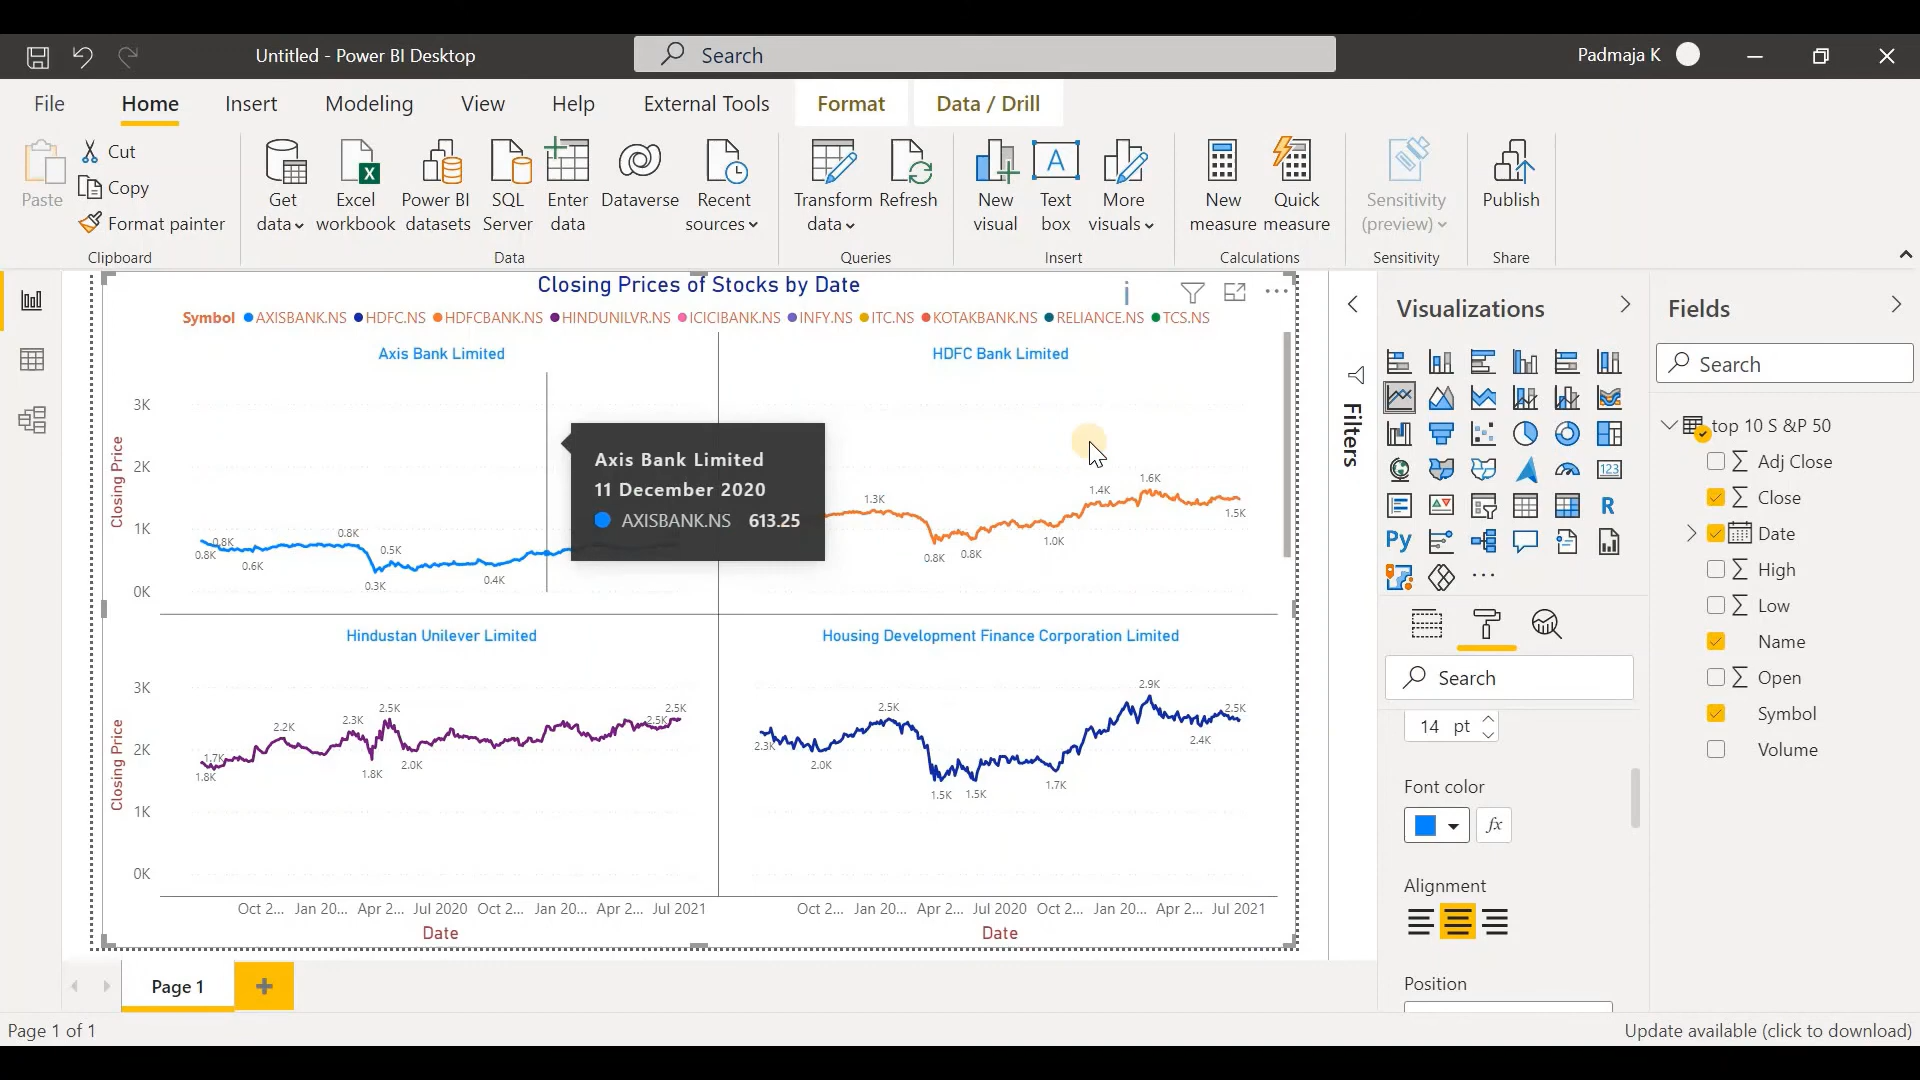 Untitled - Power BI Desktop
Search
Padmaja K
File Home Insert Modeling View Help External Tools Format Data / Drill
Paste
Cut
Copy
Format painter
Clipboard
Get data
Excel workbook
Power BI datasets
SQL Server
Enter data
Dataverse
Recent sources
Data
Transform data
Refresh
Queries
New visual
Text box
More visuals
Insert
New measure
Quick measure
Calculations
Sensitivity (preview)
Sensitivity
Publish
Share
Closing Prices of Stocks by Date
Symbol AXISBANK.NS HDFC.NS HDFCBANK.NS HINDUNILVR.NS ICICIBANK.NS INFY.NS ITC.NS KOTAKBANK.NS RELIANCE.NS TCS.NS
Axis Bank Limited
Closing Price
3K
2K
1K
0K
0.8K
0.8K
0.6K
0.8K
0.5K
0.3K
0.4K
Axis Bank Limited
11 December 2020
AXISBANK.NS 613.25
HDFC Bank Limited
1.3K
0.8K
0.8K
1.0K
1.4K
1.6K
1.5K
Hindustan Unilever Limited
Closing Price
3K
2K
1K
0K
1.7K
1.8K
2.2K
2.3K
2.5K
1.8K
2.0K
2.5K
2.5K
Housing Development Finance Corporation Limited
2.3K
2.0K
2.5K
1.5K
1.5K
1.7K
2.9K
2.4K
2.5K
Oct 2... Jan 20... Apr 2... Jul 2020 Oct 2... Jan 20... Apr 2... Jul 2021
Date
Oct 2... Jan 20... Apr 2... Jul 2020 Oct 2... Jan 20... Apr 2... Jul 2021
Date
Filters
Visualizations
123
R
Py
Search
14 pt
Font color
fx
Alignment
Position
Fields
Search
top 10 S &P 50
Adj Close
Close
Date
High
Low
Name
Open
Symbol
Volume
Page 1
Page 1 of 1
Update available (click to download)